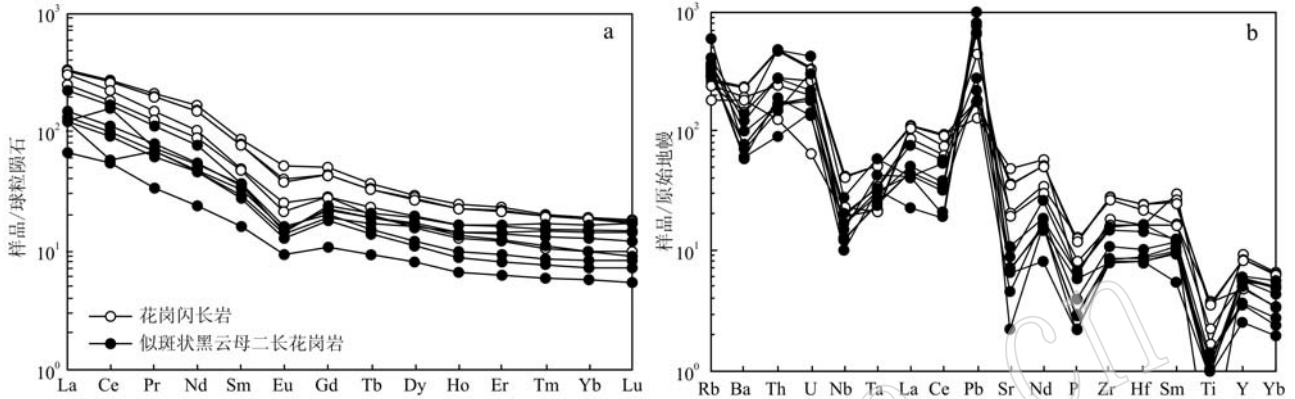 a
样品/球粒陨石
10³
10²
10¹
10⁰
花岗闪长岩
似斑状黑云母二长花岗岩
La Ce Pr Nd Sm Eu Gd Tb Dy Ho Er Tm Yb Lu
b
样品/原始地幔
10³
10²
10¹
10⁰
Rb Ba Th U Nb Ta La Ce Pb Sr Nd P Zr Hf Sm Ti Y Yb
cn